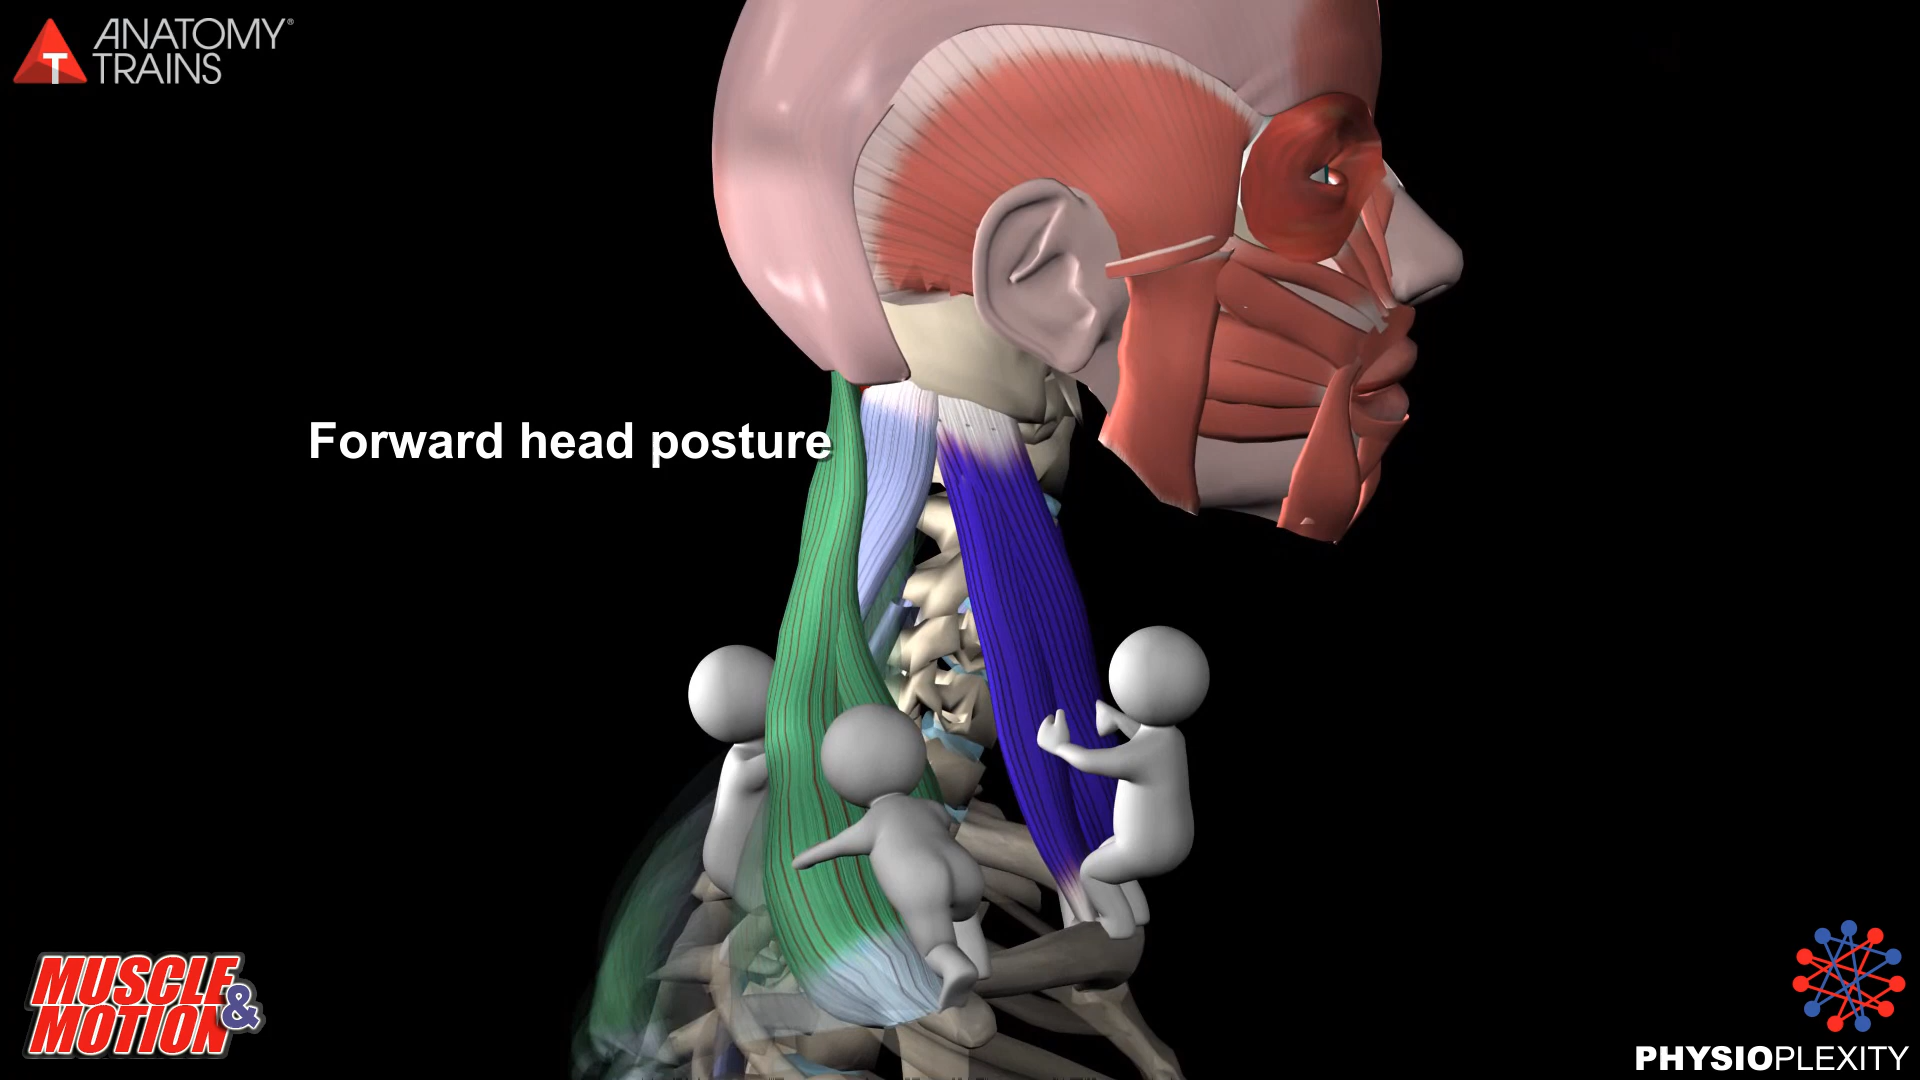 ANATOMY®
T TRAINS
Forward head posture
MUSCLE
& MOTION
PHYSIOPLEXITY